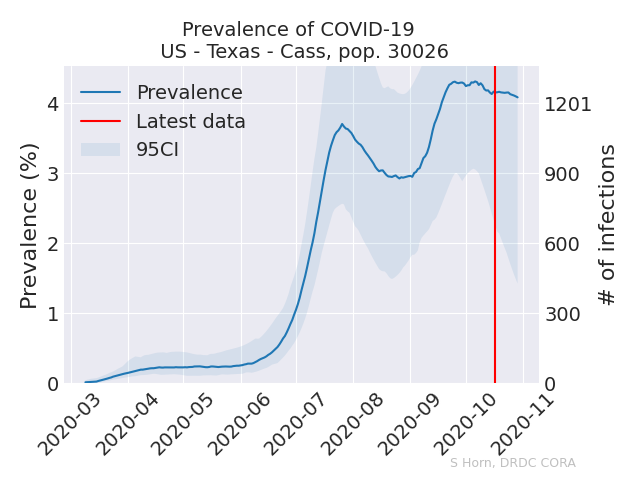 Prevalence of COVID-19
US - Texas - Cass, pop. 30026
Prevalence
Latest data
95CI
Prevalence (%)
4
3
2
1
0
1201
900
600
300
0
# of infections
2020-03
2020-04
2020-05
2020-06
2020-07
2020-08
2020-09
2020-10
2020-11
S Horn, DRDC CORA